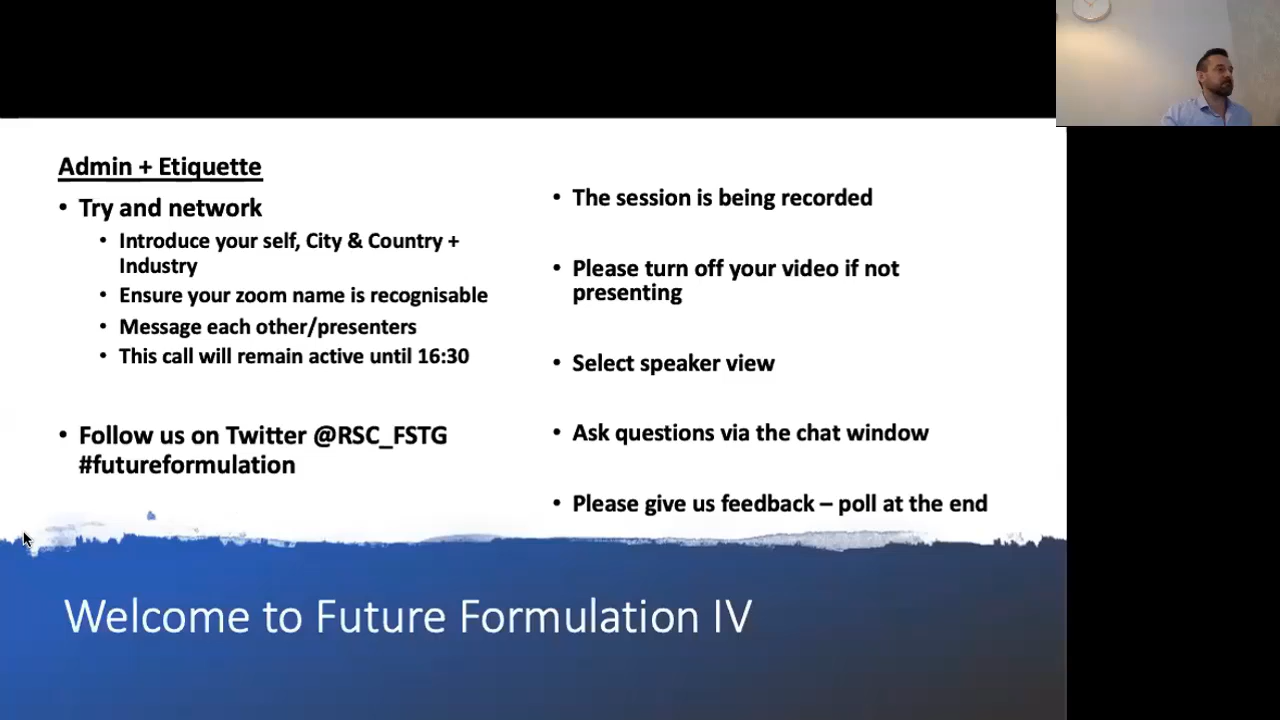 Admin + Etiquette
• Try and network
• Introduce your self, City & Country +
Industry
• Ensure your zoom name is recognisable
• Message each other/presenters
• This call will remain active until 16:30
• Follow us on Twitter @RSC_FSTG
#futureformulation
• The session is being recorded
• Please turn off your video if not
presenting
• Select speaker view
• Ask questions via the chat window
• Please give us feedback – poll at the end
Welcome to Future Formulation IV